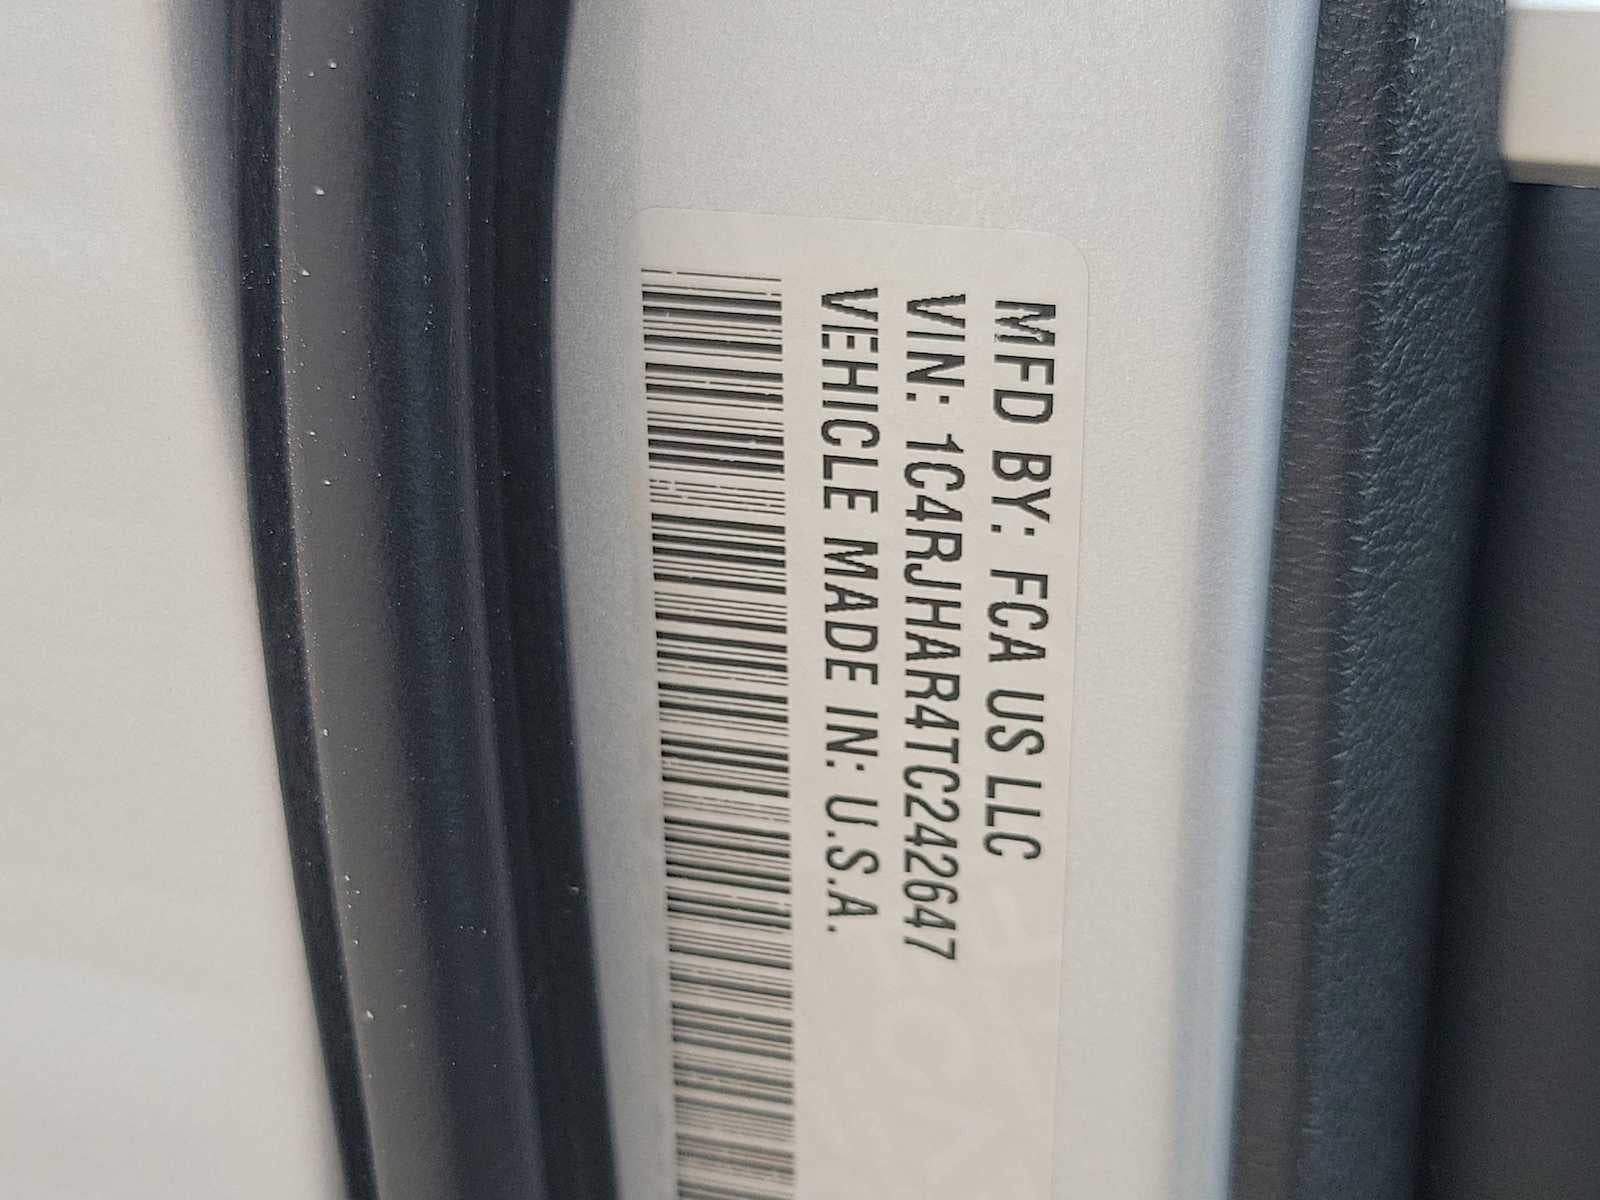 MFD BY: FCA US LLC
VIN: 1C4RJHAR4TC242647
VEHICLE MADE IN: U.S.A.